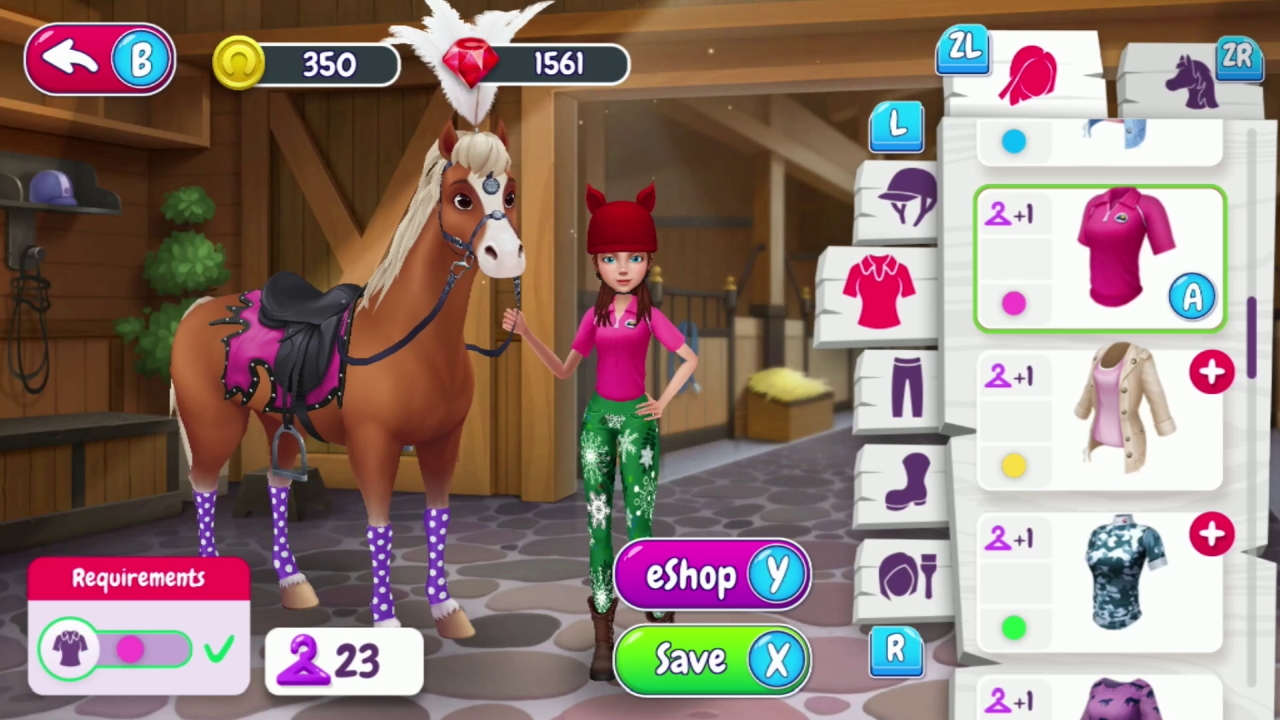 B
350
1561
ZL
ZR
L
+1
A
+1
+1
+1
eShop Y
Save X
R
Requirements
23